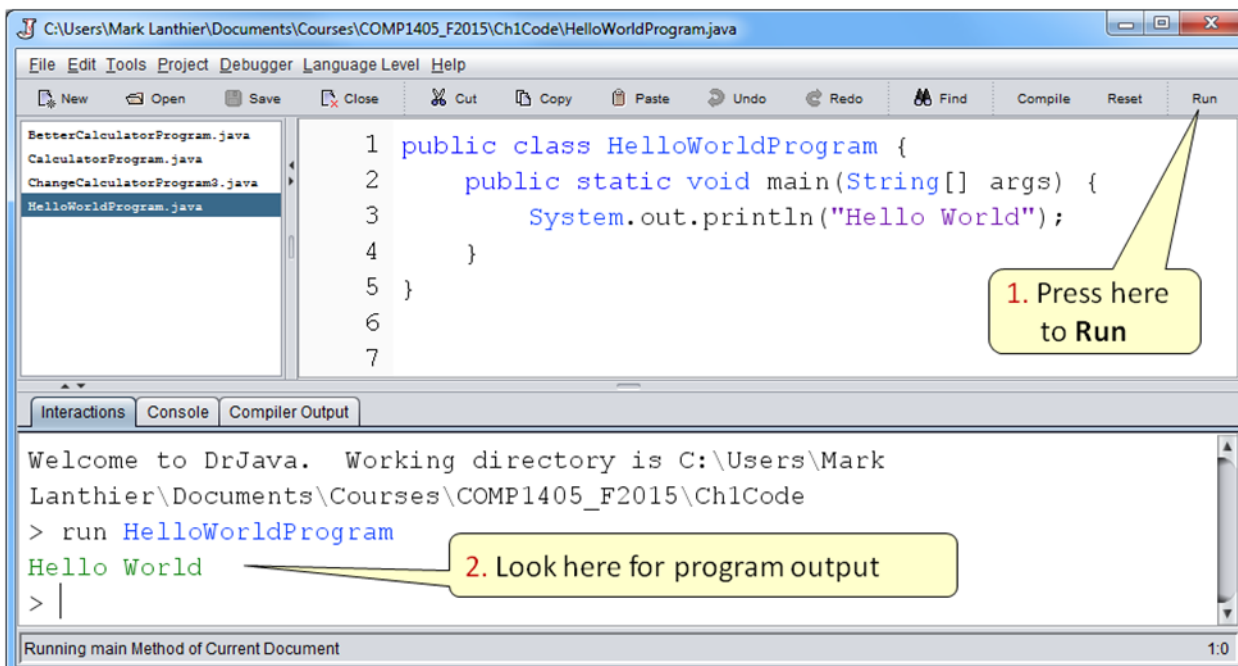 C:\Users\Mark Lanthier\Documents\Courses\COMP1405_F2015\Ch1Code\HelloWorldProgram.java
File Edit Tools Project Debugger Language Level Help
New Open Save Close Cut Copy Paste Undo Redo Find Compile Reset Run
BetterCalculatorProgram.java
CalculatorProgram.java
ChangeCalculatorProgram3.java
HelloWorldProgram.java
1 public class HelloWorldProgram {
2 public static void main(String[] args) {
3 System.out.println("Hello World");
4 }
5 }
6
7
1. Press here
to Run
Interactions Console Compiler Output
Welcome to DrJava. Working directory is C:\Users\Mark
Lanthier\Documents\Courses\COMP1405_F2015\Ch1Code
> run HelloWorldProgram
Hello World
2. Look here for program output
>
Running main Method of Current Document 1:0